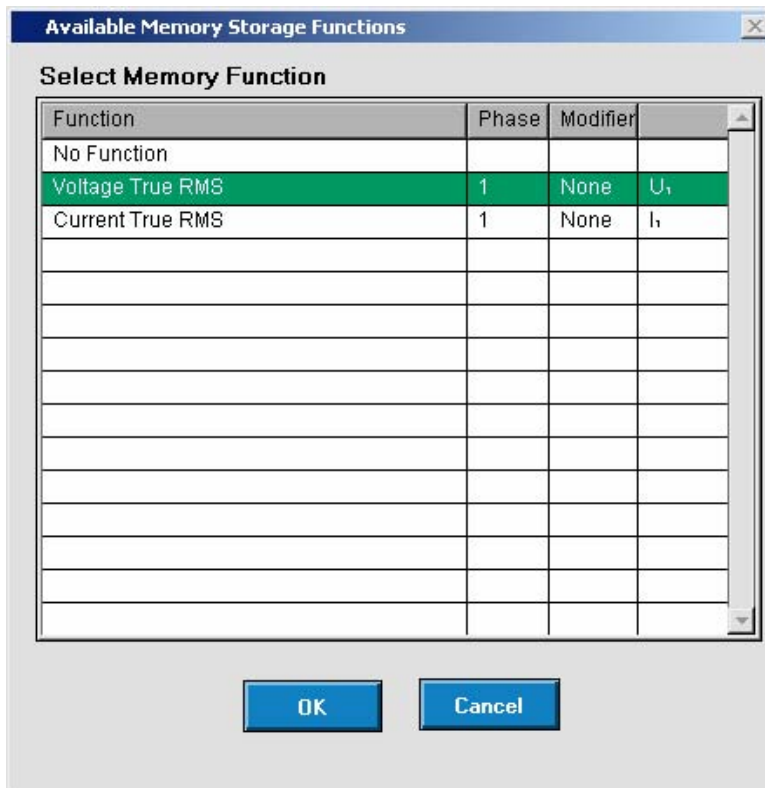 Available Memory Storage Functions
Select Memory Function
Function Phase Modifier
No Function
Voltage True RMS 1 None U₁
Current True RMS 1 None I₁
OK Cancel